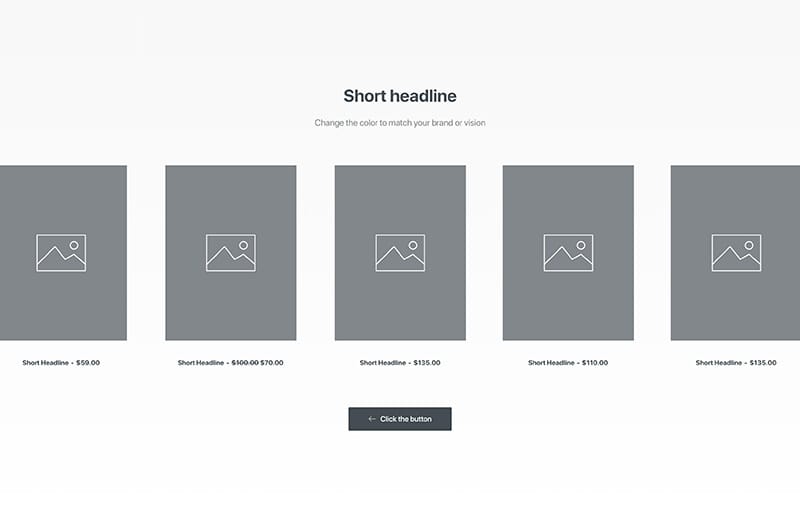 Short headline
Change the color to match your brand or vision
Short Headline - $59.00
Short Headline - $100.00 $70.00
Short Headline - $135.00
Short Headline - $110.00
Short Headline - $135.00
← Click the button